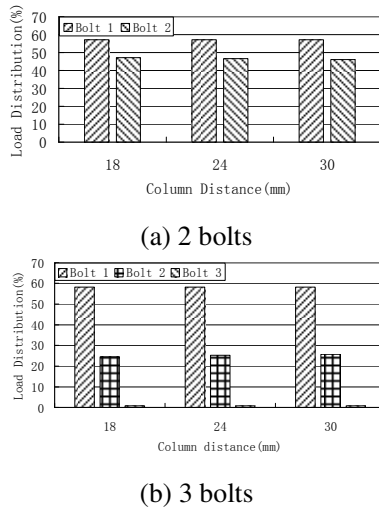 70
Bolt 1 Bolt 2
60
50
40
30
20
10
0
Load Distribution(%)
18 24 30
Column Distance(mm)
(a) 2 bolts
70
Bolt 1 Bolt 2 Bolt 3
60
50
40
30
20
10
0
Load Distribution(%)
18 24 30
Column distance(mm)
(b) 3 bolts